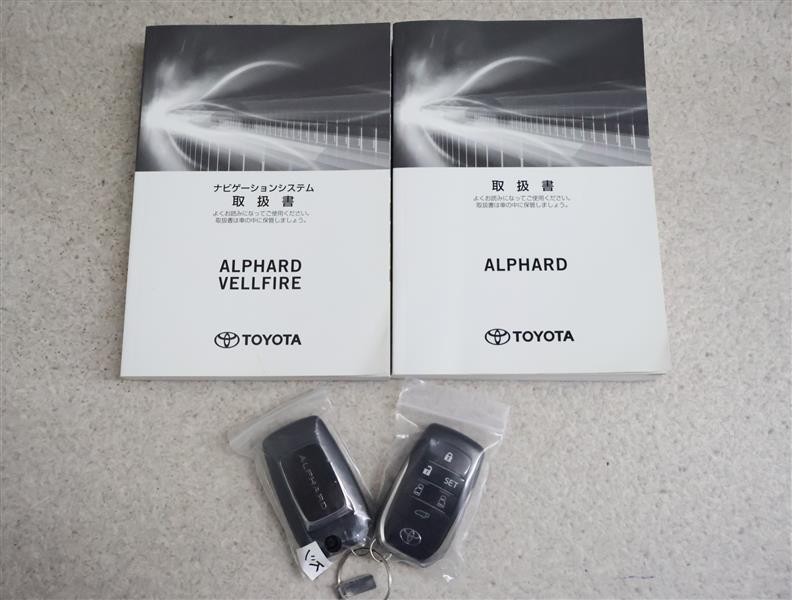 ナビゲーションシステム
取扱書
よくお読みになってご使用ください。
取扱書は車の中に保管しましょう。
ALPHARD
VELLFIRE
TOYOTA
取扱書
よくお読みになってご使用ください。
取扱書は車の中に保管しましょう。
ALPHARD
TOYOTA
ALPHARD
SET